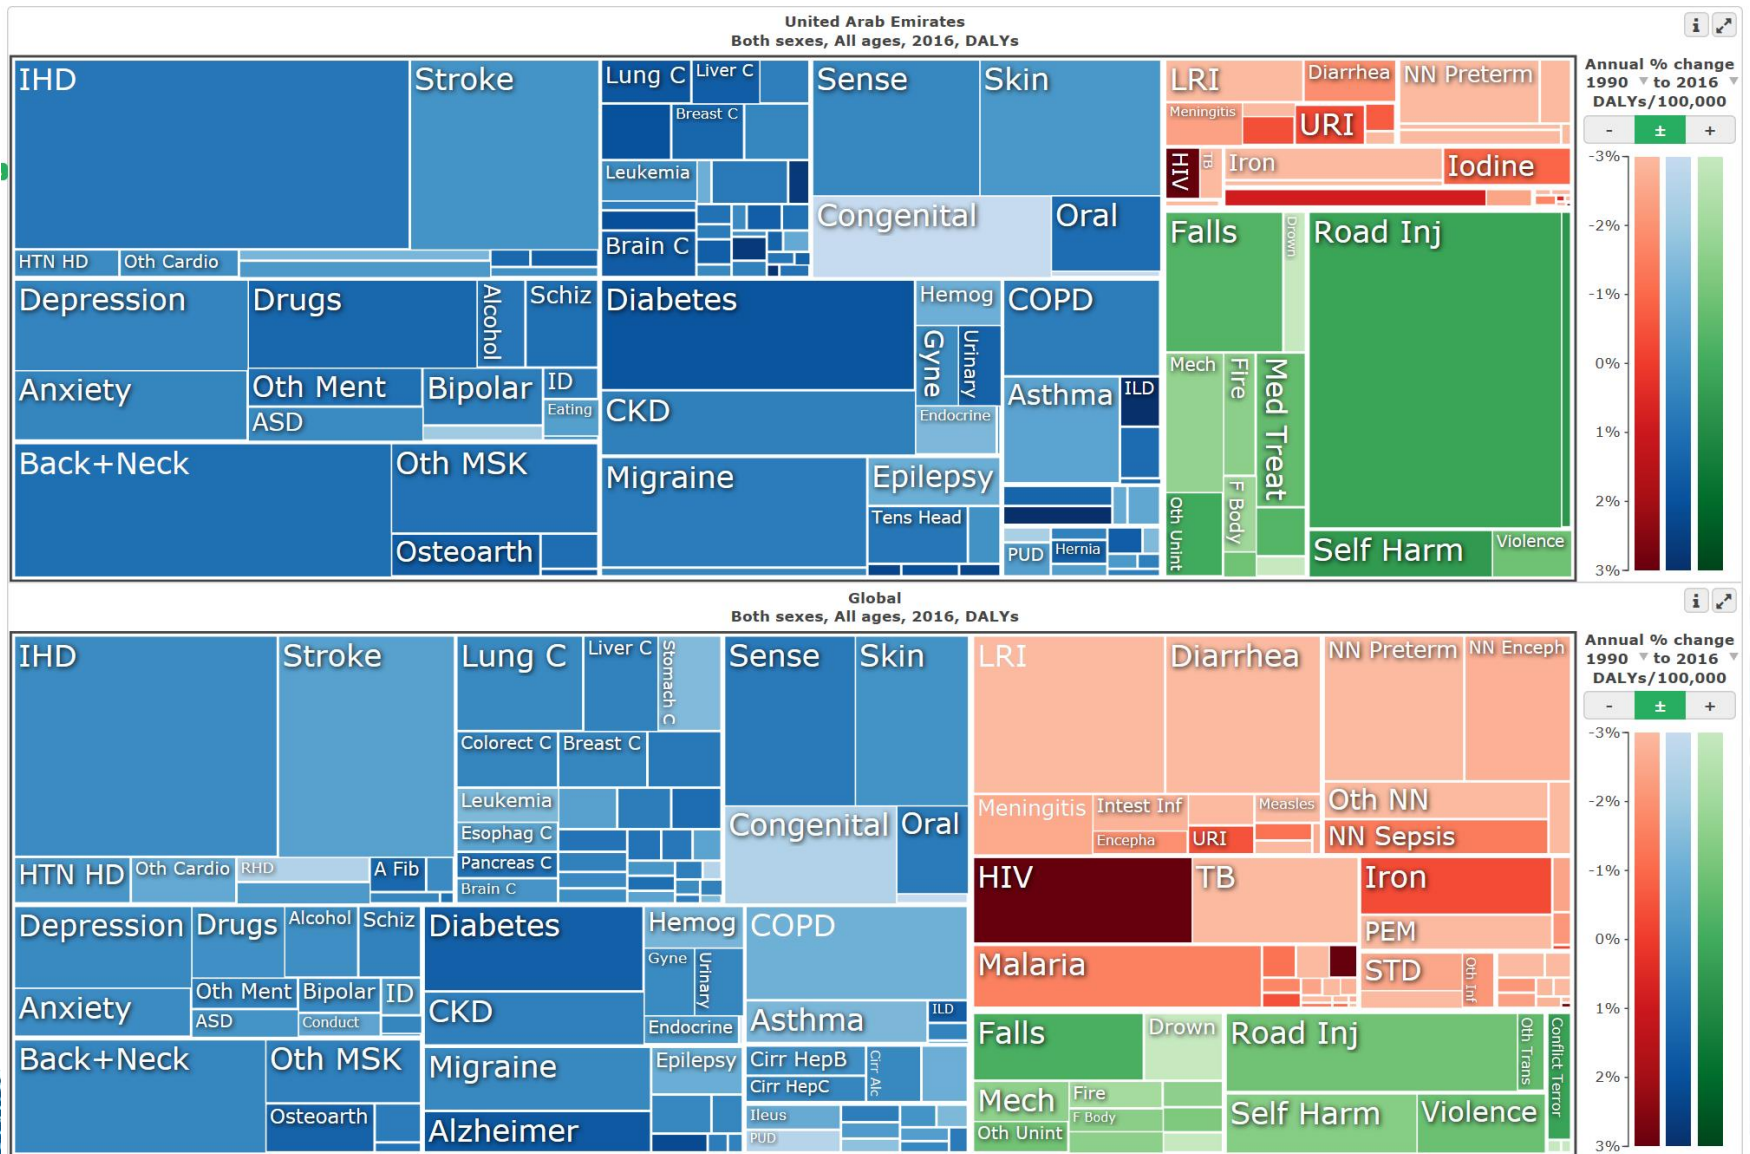 United Arab Emirates
Both sexes, All ages, 2016, DALYs
IHD
Stroke
HTN HD
Oth Cardio
Lung C
Liver C
Breast C
Leukemia
Brain C
Sense
Skin
Congenital
Oral
Depression
Drugs
Alcohol
Schiz
Anxiety
Oth Ment
Bipolar
ID
ASD
Eating
Back+Neck
Oth MSK
Osteoarth
Diabetes
Hemog
Gyne
Urinary
CKD
Endocrine
Migraine
Epilepsy
Tens Head
COPD
Asthma
ILD
PUD
Hernia
LRI
Diarrhea
NN Preterm
Meningitis
URI
HIV
TB
Iron
Iodine
Falls
Drown
Road Inj
Mech
Fire
Med Treat
Oth Unint
F Body
Self Harm
Violence
Annual % change
1990 to 2016
DALYs/100,000
- ± +
-3%
-2%
-1%
0%
1%
2%
3%
Global
Both sexes, All ages, 2016, DALYs
IHD
Stroke
HTN HD
Oth Cardio
RHD
A Fib
Lung C
Liver C
Stomach C
Colorect C
Breast C
Leukemia
Esophag C
Pancreas C
Brain C
Sense
Skin
Congenital
Oral
Depression
Drugs
Alcohol
Schiz
Anxiety
Oth Ment
Bipolar
ID
ASD
Conduct
Back+Neck
Oth MSK
Osteoarth
Diabetes
Hemog
Gyne
Urinary
CKD
Endocrine
Migraine
Epilepsy
Alzheimer
COPD
Asthma
ILD
Cirr HepB
Cirr Alc
Cirr HepC
Ileus
PUD
LRI
Diarrhea
NN Preterm
NN Enceph
Meningitis
Intest Inf
Measles
Encepha
URI
Oth NN
NN Sepsis
HIV
TB
Iron
PEM
Malaria
STD
Oth Inf
Falls
Drown
Road Inj
Oth Trans
Conflict Terror
Mech
Fire
F Body
Oth Unint
Self Harm
Violence
Annual % change
1990 to 2016
DALYs/100,000
- ± +
-3%
-2%
-1%
0%
1%
2%
3%